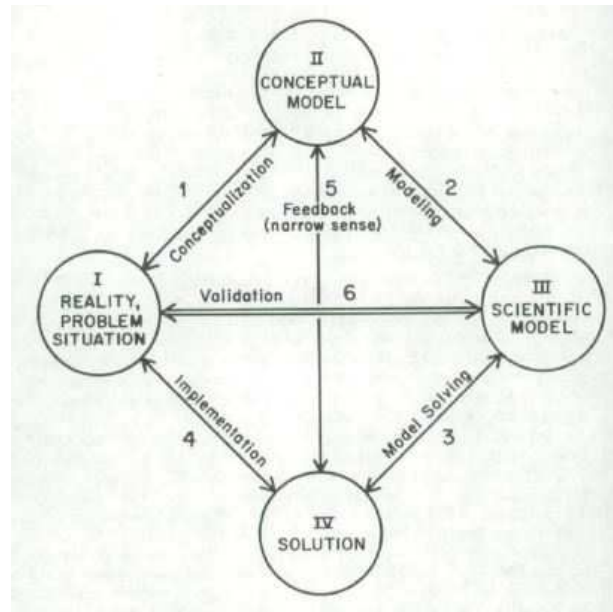 II
CONCEPTUAL
MODEL
1
Conceptualization
5
Feedback
(narrow sense)
2
Modeling
I
REALITY,
PROBLEM
SITUATION
Validation
6
III
SCIENTIFIC
MODEL
Implementation
4
Model Solving
3
IV
SOLUTION